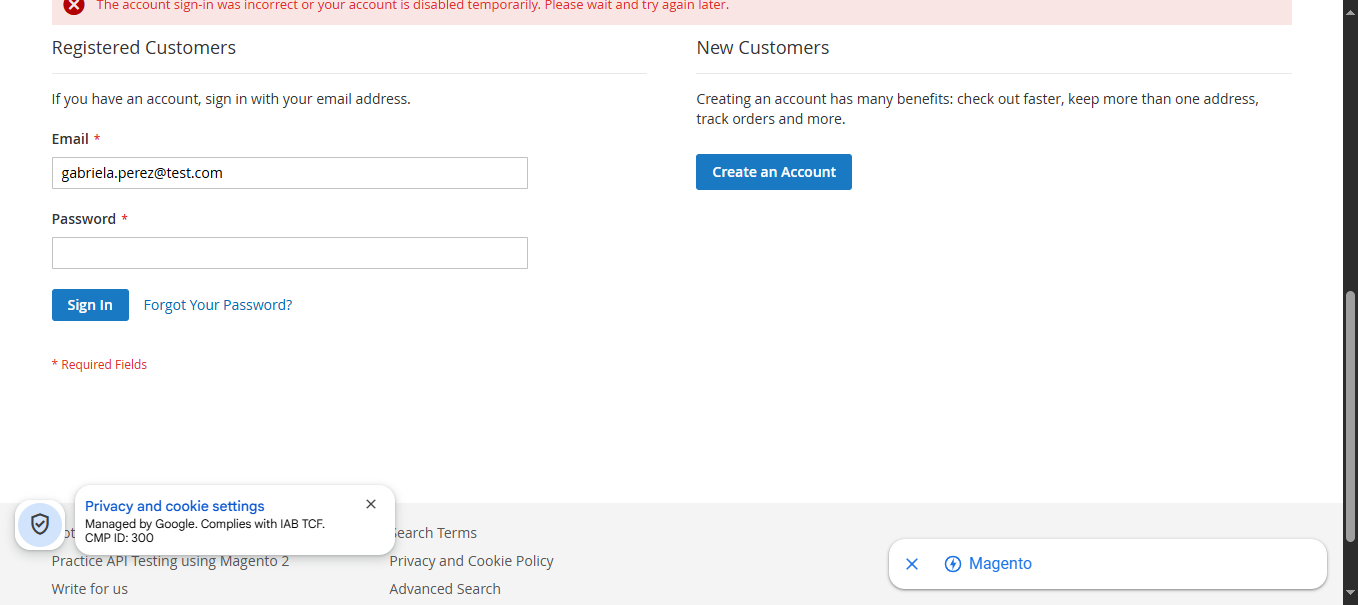 The account sign-in was incorrect or your account is disabled temporarily. Please wait and try again later.
Registered Customers
If you have an account, sign in with your email address.
Email *
gabriela.perez@test.com
Password *
Sign In
Forgot Your Password?
* Required Fields
New Customers
Creating an account has many benefits: check out faster, keep more than one address,
track orders and more.
Create an Account
Privacy and cookie settings
Managed by Google. Complies with IAB TCF.
CMP ID: 300
Practice API Testing using Magento 2
Write for us
Search Terms
Privacy and Cookie Policy
Advanced Search
Magento